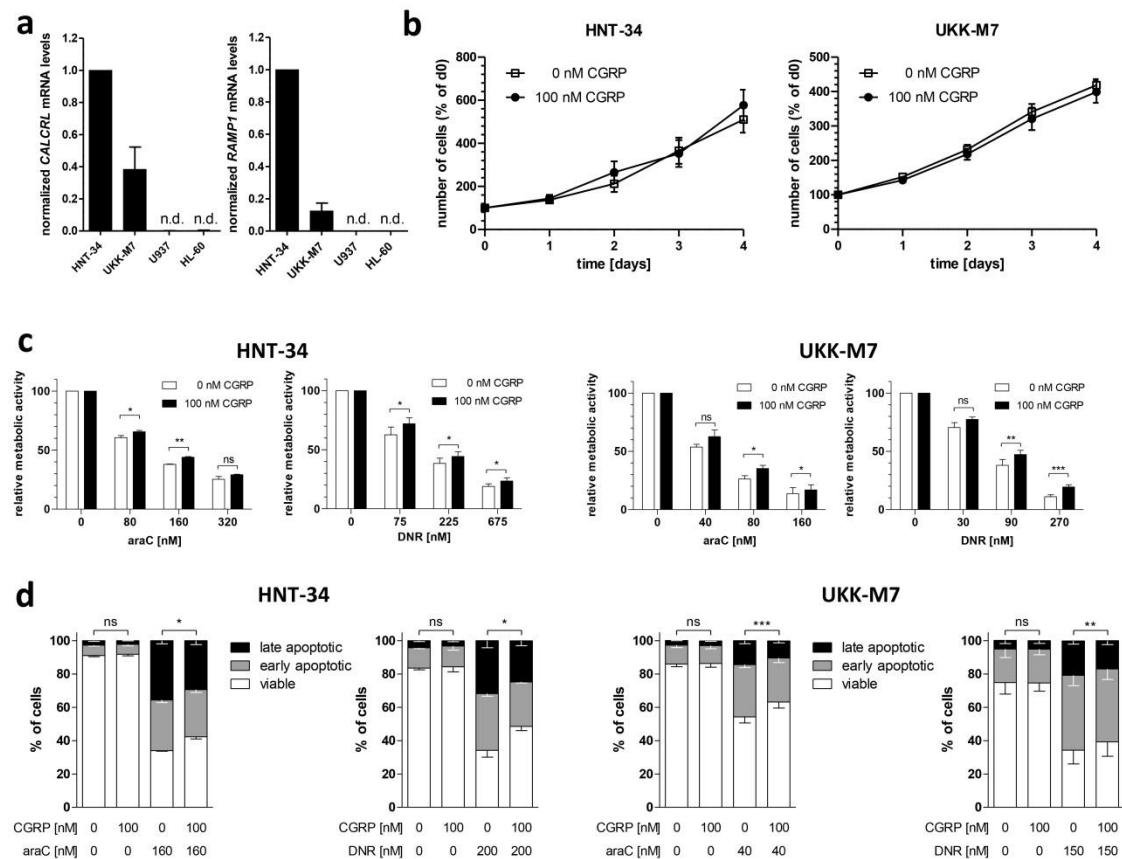 a
normalized CALCRL mRNA levels
1.2
1.0
0.8
0.6
0.4
0.2
0.0
n.d.
n.d.
HNT-34
UKK-M7
U937
HL-60
normalized RAMP1 mRNA levels
1.2
1.0
0.8
0.6
0.4
0.2
0.0
n.d.
n.d.
HNT-34
UKK-M7
U937
HL-60
b
HNT-34
number of cells (% of d0)
800
600
400
200
0
0 nM CGRP
100 nM CGRP
0 1 2 3 4
time [days]
UKK-M7
number of cells (% of d0)
500
400
300
200
100
0
0 nM CGRP
100 nM CGRP
0 1 2 3 4
time [days]
c
HNT-34
relative metabolic activity
100
50
0 nM CGRP
100 nM CGRP
* ** ns
0 80 160 320
araC [nM]
relative metabolic activity
100
50
0 nM CGRP
100 nM CGRP
* * *
0 75 225 675
DNR [nM]
UKK-M7
relative metabolic activity
100
50
0
0 nM CGRP
100 nM CGRP
ns * *
0 40 80 160
araC [nM]
relative metabolic activity
100
50
0
0 nM CGRP
100 nM CGRP
ns ** ***
0 30 90 270
DNR [nM]
d
HNT-34
% of cells
100
80
60
40
20
0
ns *
late apoptotic
early apoptotic
viable
CGRP [nM] 0 100 0 100
araC [nM] 0 0 160 160
% of cells
100
80
60
40
20
0
ns *
CGRP [nM] 0 100 0 100
DNR [nM] 0 0 200 200
UKK-M7
% of cells
100
80
60
40
20
0
ns ***
late apoptotic
early apoptotic
viable
CGRP [nM] 0 100 0 100
araC [nM] 0 0 40 40
% of cells
100
80
60
40
20
0
ns **
CGRP [nM] 0 100 0 100
DNR [nM] 0 0 150 150